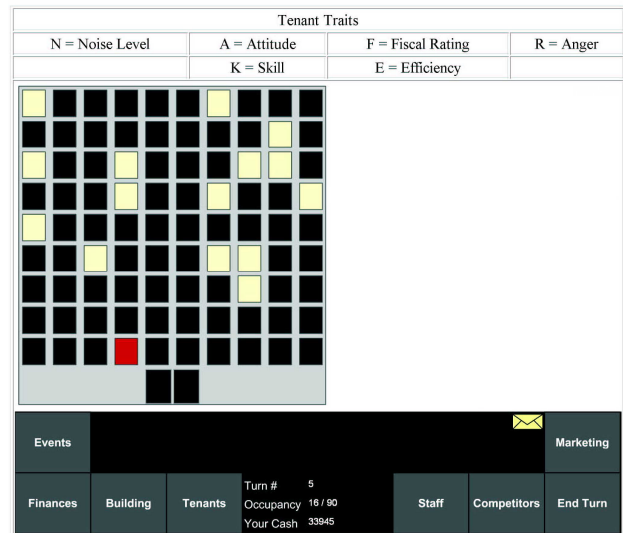 Tenant Traits
N = Noise Level A = Attitude F = Fiscal Rating R = Anger
K = Skill E = Efficiency
Events Marketing
Finances Building Tenants Staff Competitors End Turn
Turn # 5
Occupancy 16 / 90
Your Cash 33945